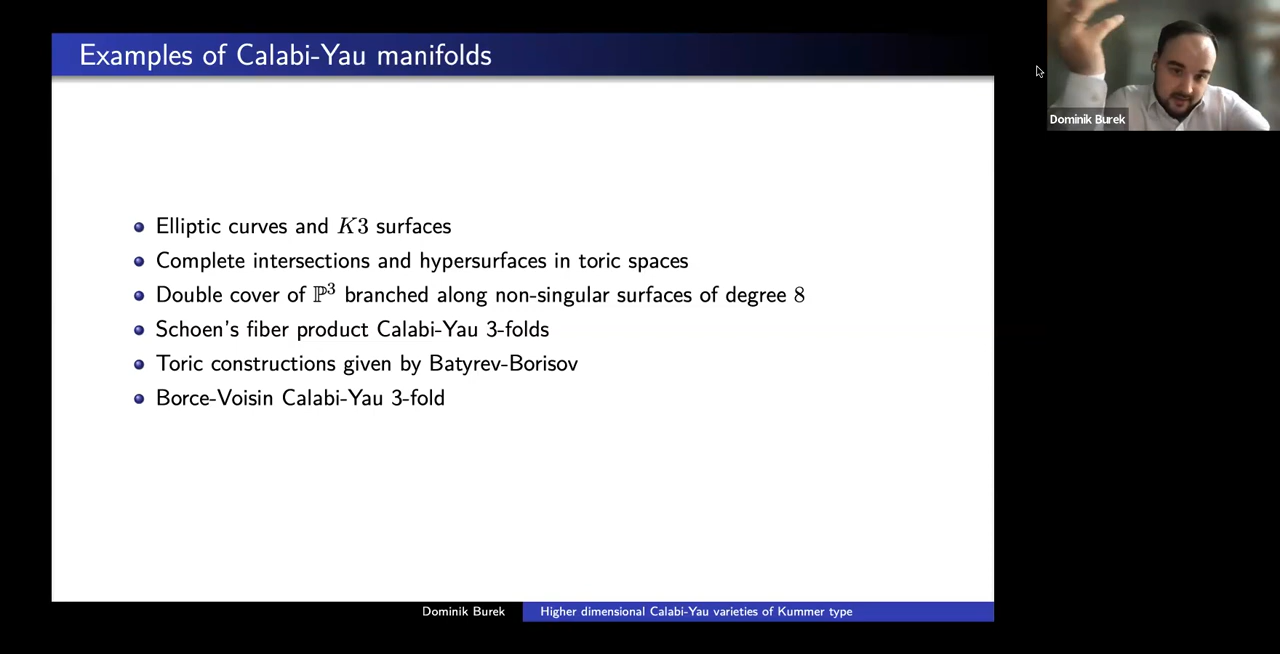 Examples of Calabi-Yau manifolds
Elliptic curves and K3 surfaces
Complete intersections and hypersurfaces in toric spaces
Double cover of ℙ³ branched along non-singular surfaces of degree 8
Schoen's fiber product Calabi-Yau 3-folds
Toric constructions given by Batyrev-Borisov
Borce-Voisin Calabi-Yau 3-fold
Dominik Burek
Higher dimensional Calabi-Yau varieties of Kummer type
Dominik Burek